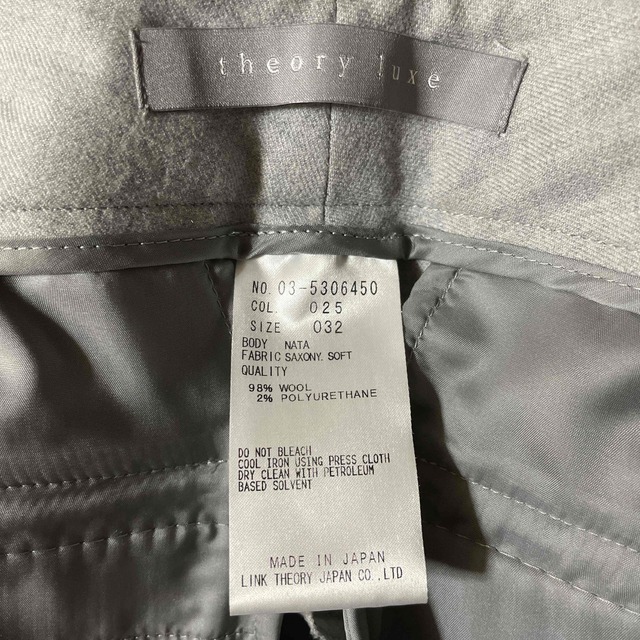 theory luxe
NO. 03-5306450
COL. 025
SIZE 032
BODY NATA
FABRIC SAXONY. SOFT
QUALITY
98% WOOL
2% POLYURETHANE
DO NOT BLEACH
COOL IRON USING PRESS CLOTH
DRY CLEAN WITH PETROLEUM
BASED SOLVENT
MADE IN JAPAN
LINK THEORY JAPAN CO., LTD